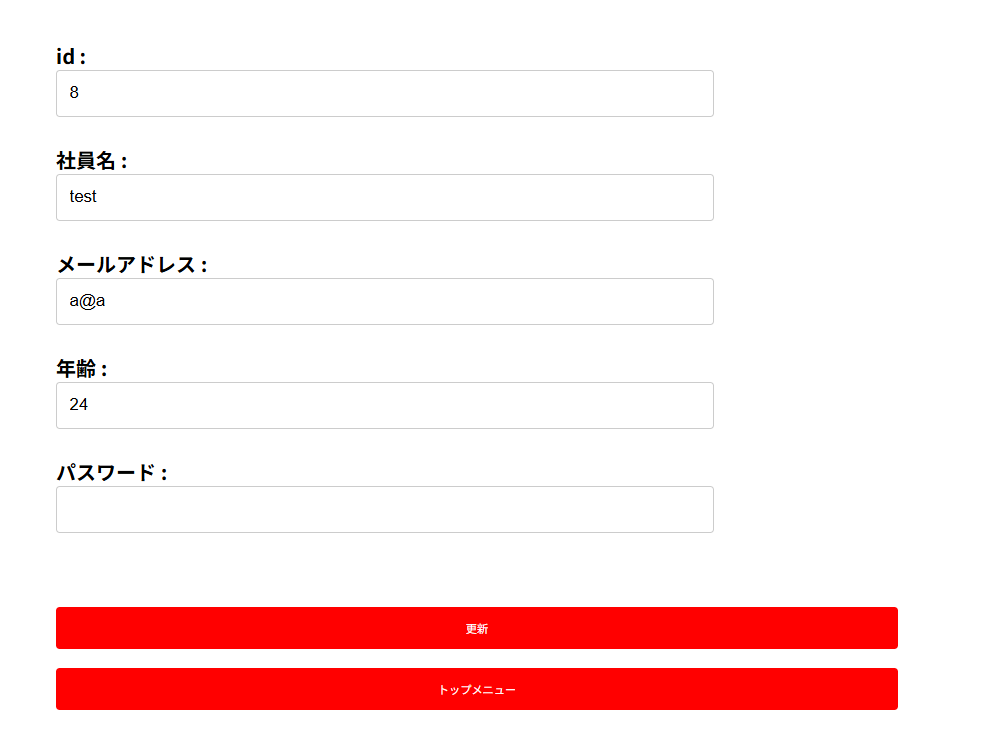 id :
8
社員名 :
test
メールアドレス :
a@a
年齢 :
24
パスワード :
更新
トップメニュー